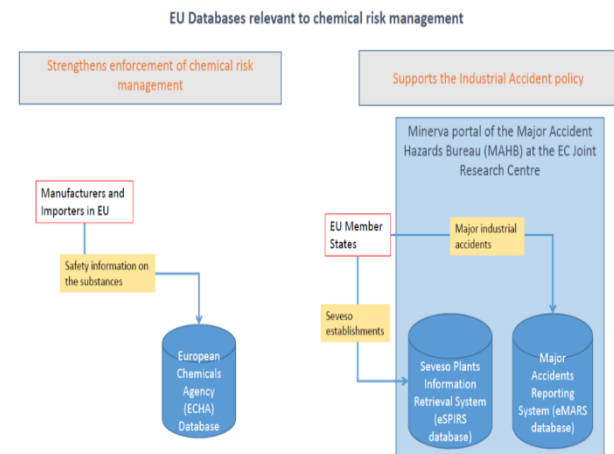 EU Databases relevant to chemical risk management
Strengthens enforcement of chemical risk
management
Supports the Industrial Accident policy
Minerva portal of the Major Accident
Hazards Bureau (MAHB) at the EC Joint
Research Centre
Manufacturers and
Importers in EU
Safety information on
the substances
European
Chemicals
Agency
(ECHA)
Database
EU Member
States
Major industrial
accidents
Seveso
establishments
Seveso Plants
Information
Retrieval System
(eSPIRS
database)
Major
Accidents
Reporting
System (eMARS
database)